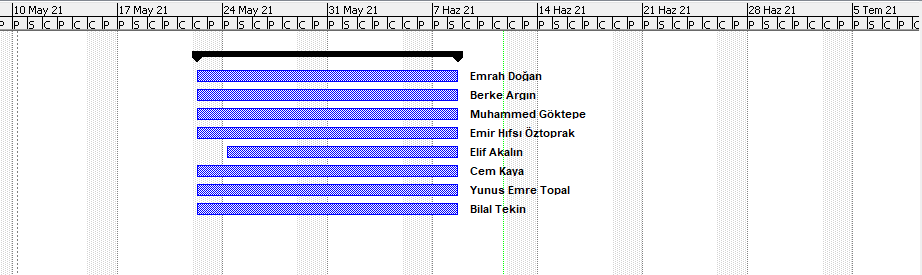 10 May 21 17 May 21 24 May 21 31 May 21 7 Haz 21 14 Haz 21 21 Haz 21 28 Haz 21 5 Tem 21
P P S C P C C P P S C P C C P P S C P C C P P S C P C C P P S C P C C P P S C P C C P P S C P C C P P S C P C C P P S C P C
Emrah Doğan
Berke Argın
Muhammed Göktepe
Emir Hıfsı Öztoprak
Elif Akalın
Cem Kaya
Yunus Emre Topal
Bilal Tekin